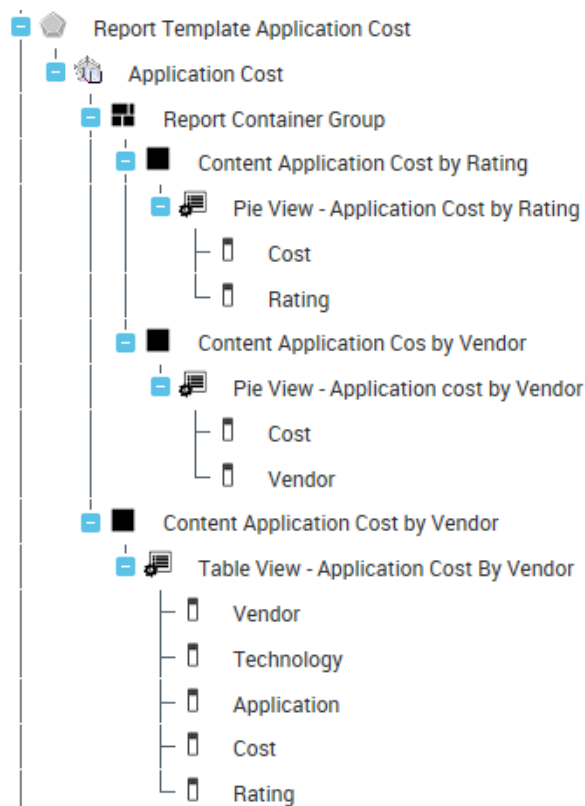 Report Template Application Cost
Application Cost
Report Container Group
Content Application Cost by Rating
Pie View - Application Cost by Rating
Cost
Rating
Content Application Cos by Vendor
Pie View - Application cost by Vendor
Cost
Vendor
Content Application Cost by Vendor
Table View - Application Cost By Vendor
Vendor
Technology
Application
Cost
Rating